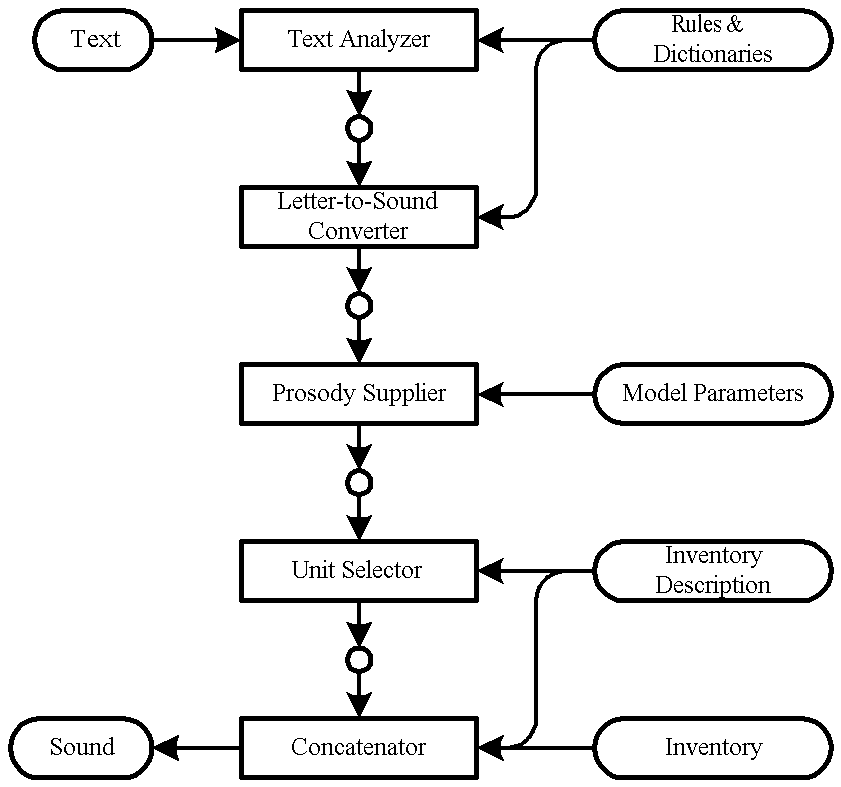 Text
Text Analyzer
Rules &
Dictionaries
Letter-to-Sound
Converter
Prosody Supplier
Model Parameters
Unit Selector
Inventory
Description
Sound
Concatenator
Inventory